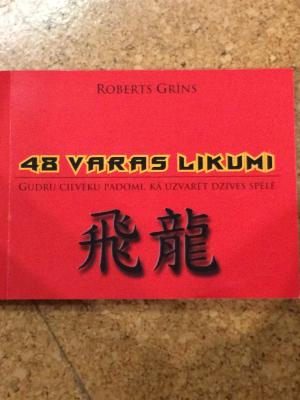 ROBERTS GRĪNS
48 VARAS LIKUMI
GUDRU CILVĒKU PADOMI, KĀ UZVARĒT DZĪVES SPĒLĒ
飛龍